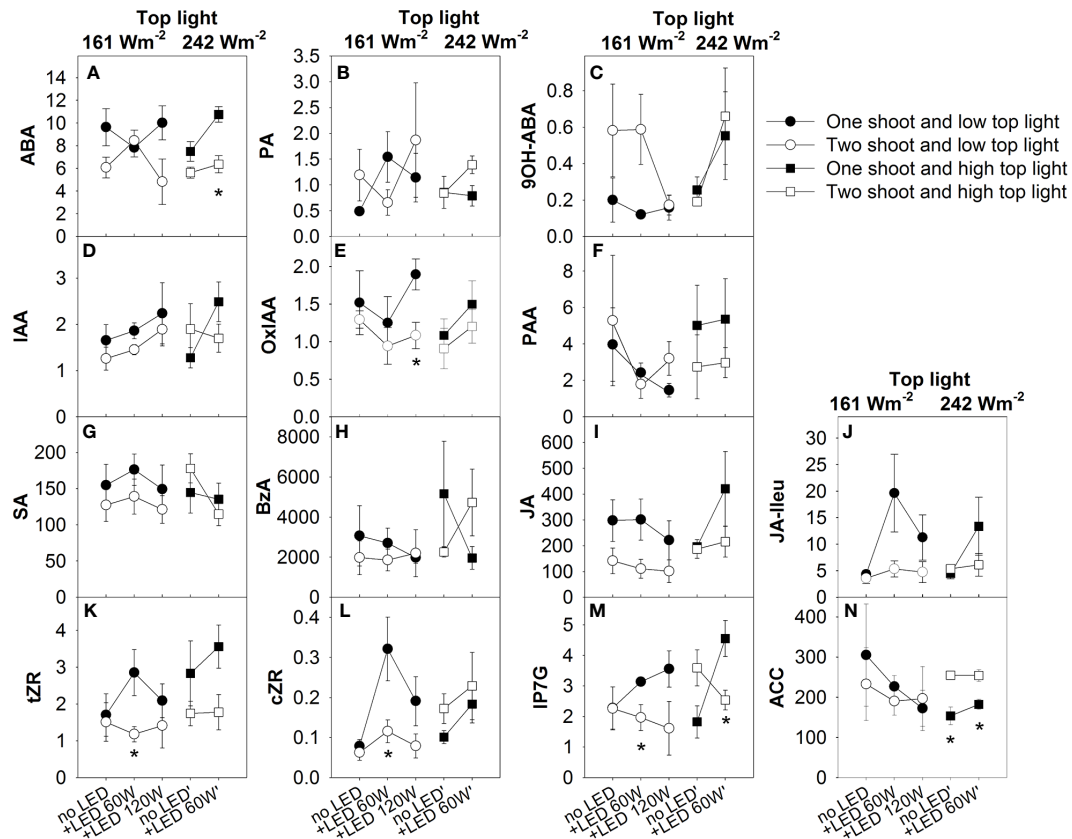 Top light
161 Wm-2 242 Wm-2
Top light
161 Wm-2 242 Wm-2
A
ABA
14
12
10
8
6
4
2
0
*
B
PA
3.5
3.0
2.5
2.0
1.5
1.0
0.5
0.0
C
9OH-ABA
0.8
0.6
0.4
0.2
0.0
One shoot and low top light
Two shoot and low top light
One shoot and high top light
Two shoot and high top light
D
IAA
3
2
1
0
E
OxIAA
2.0
1.5
1.0
0.5
0.0
*
F
PAA
8
6
4
2
0
Top light
161 Wm-2 242 Wm-2
G
SA
200
150
100
50
0
H
BzA
8000
6000
4000
2000
0
I
JA
600
500
400
300
200
100
0
J
JA-Ileu
30
25
20
15
10
5
0
K
tZR
4
3
2
1
0
*
L
cZR
0.3
0.2
0.1
0.0
*
M
IP7G
5
4
3
2
1
0
*
*
N
ACC
400
300
200
100
0
*
*
no LED
+LED 60W
+LED 120W
no LED'
+LED 60W'
no LED
+LED 60W
+LED 120W
no LED'
+LED 60W'
no LED
+LED 60W
+LED 120W
no LED'
+LED 60W'
no LED
+LED 60W
+LED 120W
no LED'
+LED 60W'